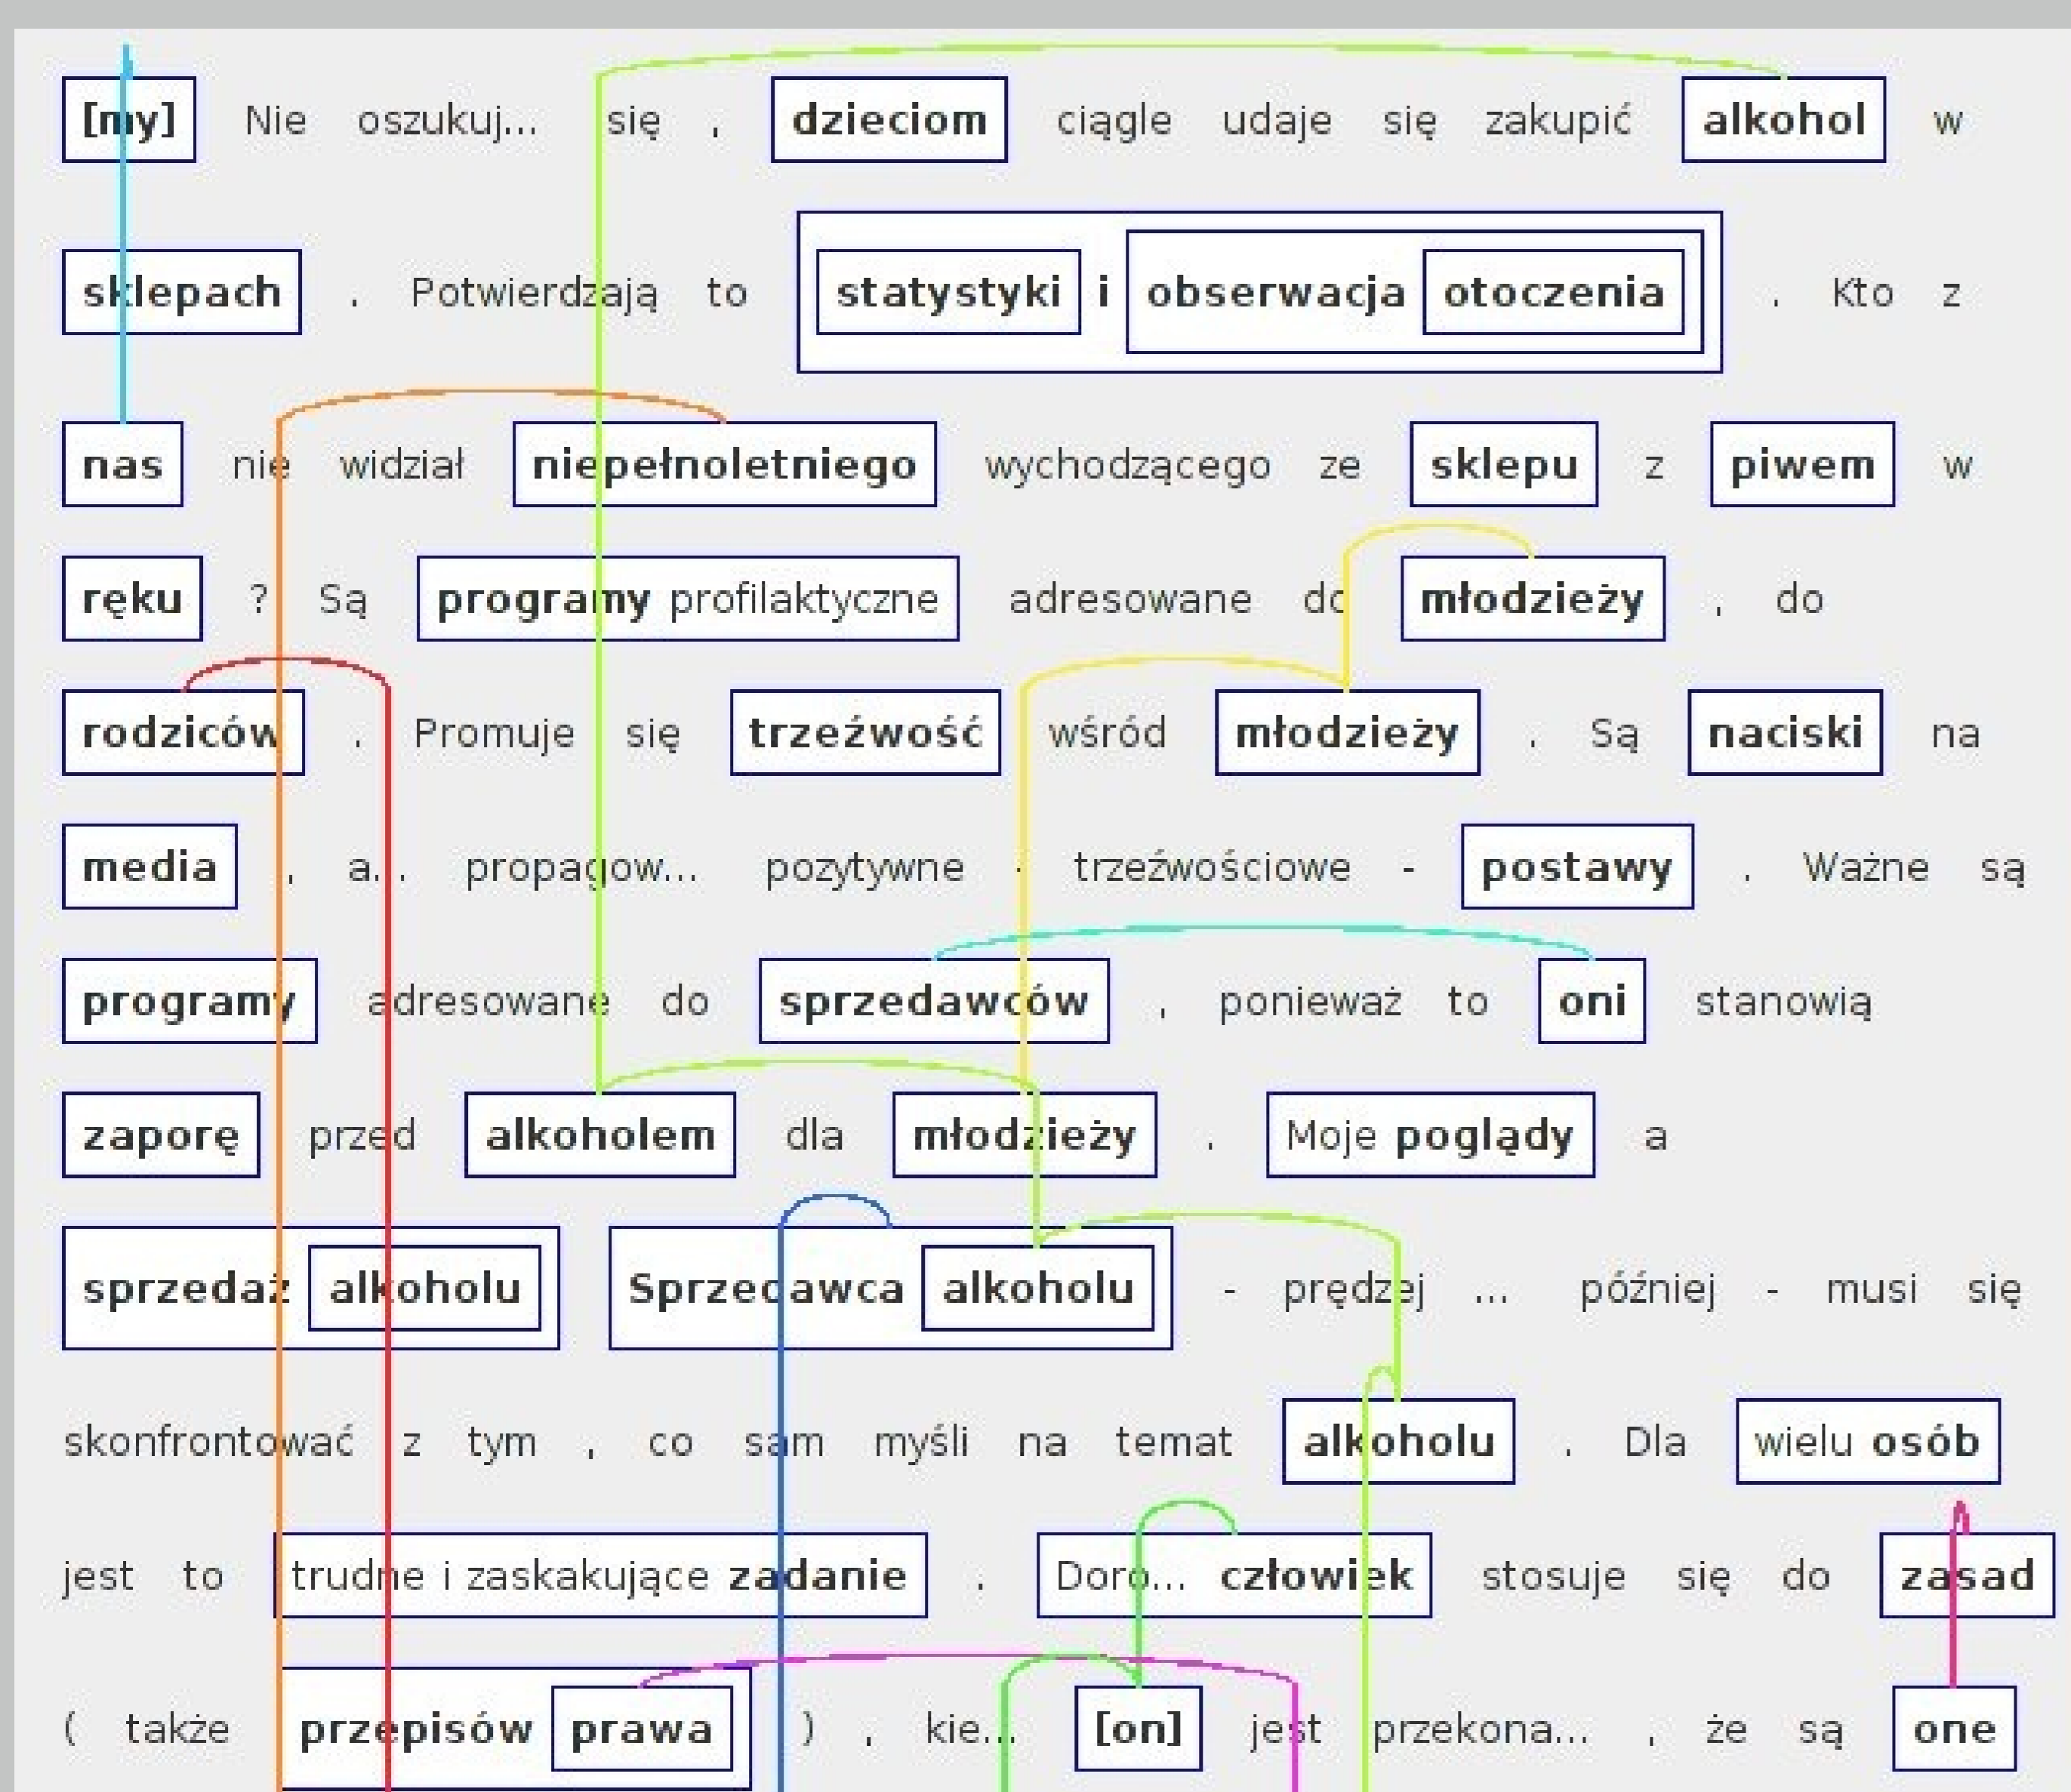 [my] Nie oszukuj... się , dzieciom ciągle udaje się zakupić alkohol w
sklepach . Potwierdzają to statystyki i obserwacja otoczenia . Kto z
nas nie widział niepełnoletniego wychodzącego ze sklepu z piwem w
ręku ? Są programy profilaktyczne adresowane do młodzieży , do
rodziców . Promuje się trzeźwość wśród młodzieży . Są naciski na
media , a... propagow... pozytywne - trzeźwościowe - postawy . Ważne są
programy adresowane do sprzedawców , ponieważ to oni stanowią
zaporę przed alkoholem dla młodzieży . Moje poglądy a
sprzedaż alkoholu Sprzedawca alkoholu - prędzej ... później - musi się
skonfrontować z tym , co sam myśli na temat alkoholu . Dla wielu osób
jest to trudne i zaskakujące zadanie . Doro... człowiek stosuje się do zasad
( także przepisów prawa ) , kie... [on] jest przekona... , że są one